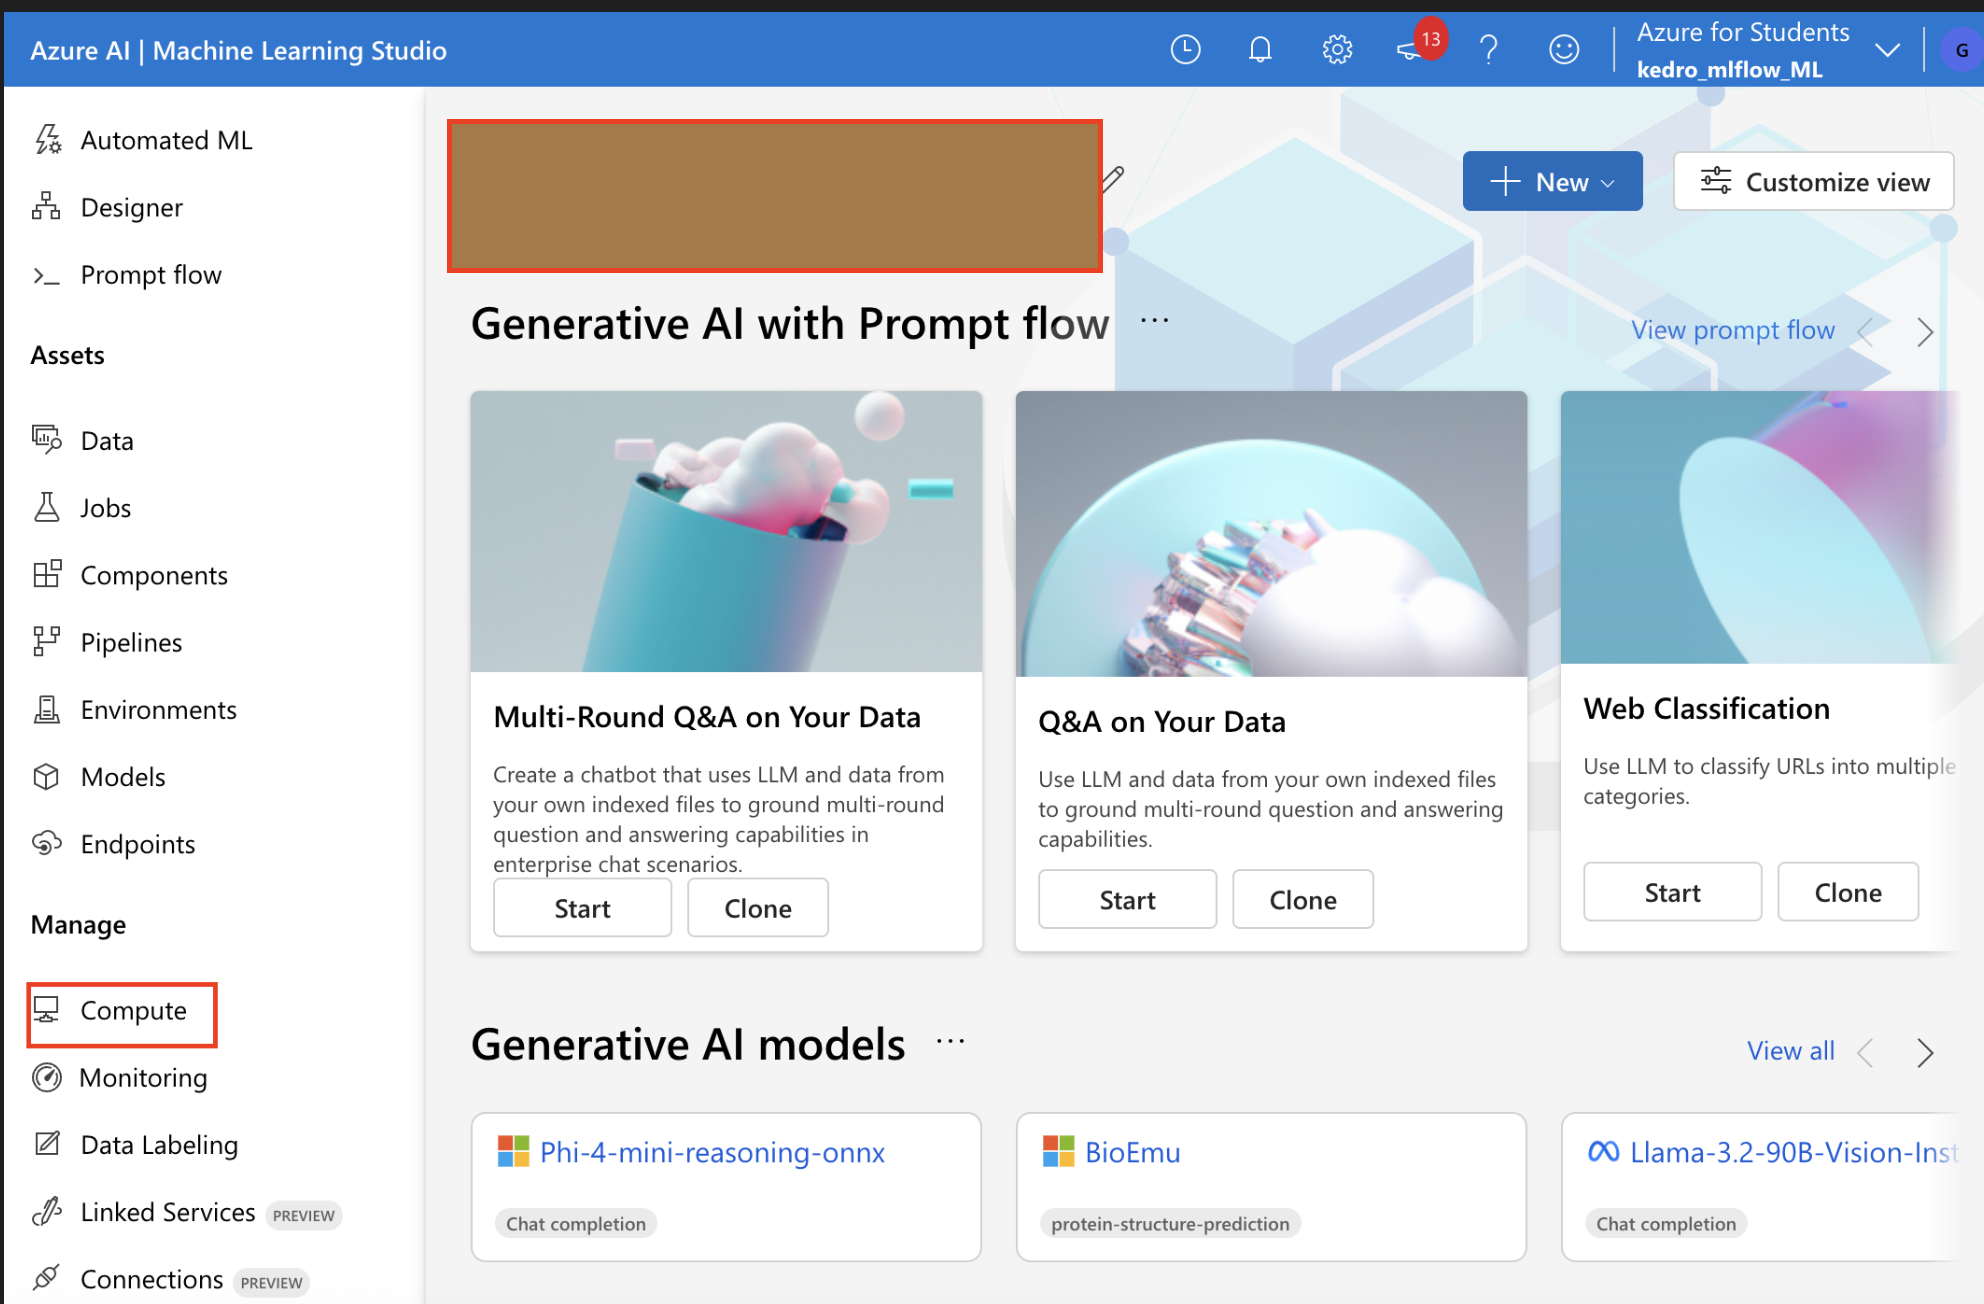 Azure AI | Machine Learning Studio
13
Azure for Students
kedro_mlflow_ML
G
Automated ML
Designer
Prompt flow
Assets
Data
Jobs
Components
Pipelines
Environments
Models
Endpoints
Manage
Compute
Monitoring
Data Labeling
Linked Services PREVIEW
Connections PREVIEW
New
Customize view
Generative AI with Prompt flow ...
View prompt flow
Multi-Round Q&A on Your Data
Create a chatbot that uses LLM and data from
your own indexed files to ground multi-round
question and answering capabilities in
enterprise chat scenarios.
Start Clone
Q&A on Your Data
Use LLM and data from your own indexed files
to ground multi-round question and answering
capabilities.
Start Clone
Web Classification
Use LLM to classify URLs into multiple
categories.
Start Clone
Generative AI models ...
View all
Phi-4-mini-reasoning-onnx
Chat completion
BioEmu
protein-structure-prediction
Llama-3.2-90B-Vision-Inst
Chat completion